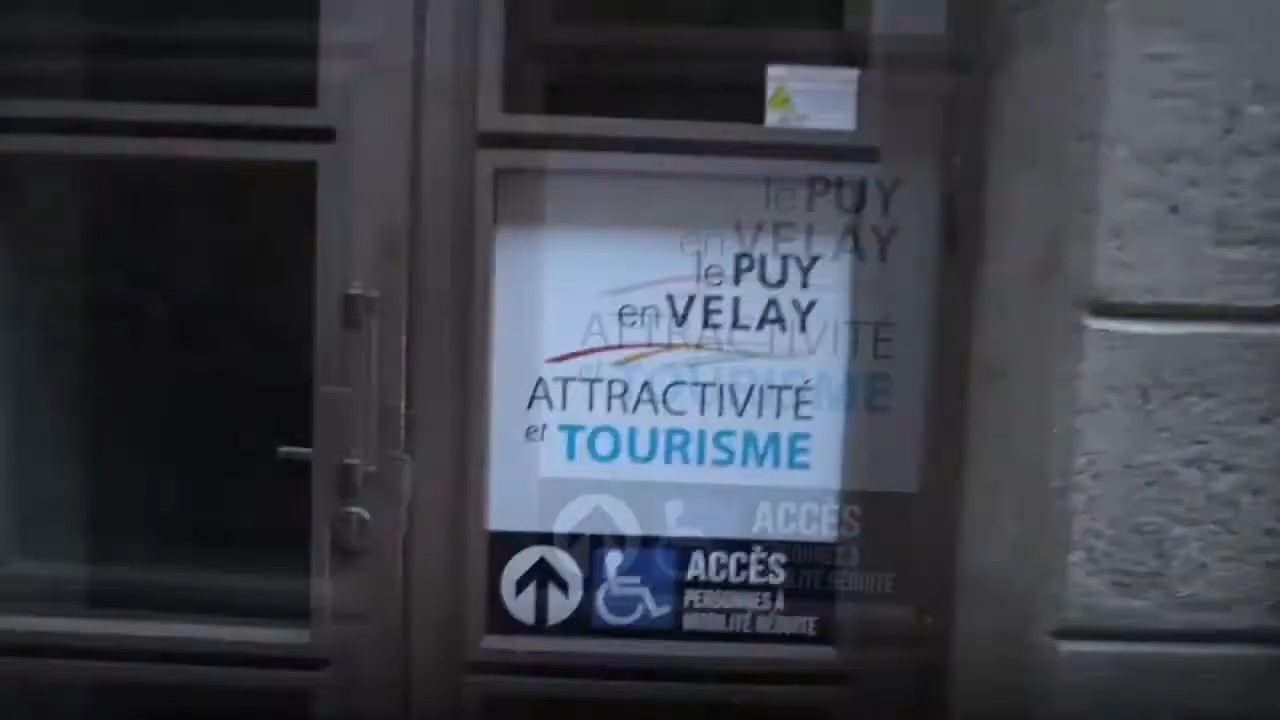 le PUY
en VELAY
ATTRACTIVITÉ
et TOURISME
ACCÈS
PERSONNES À
MOBILITÉ RÉDUITE